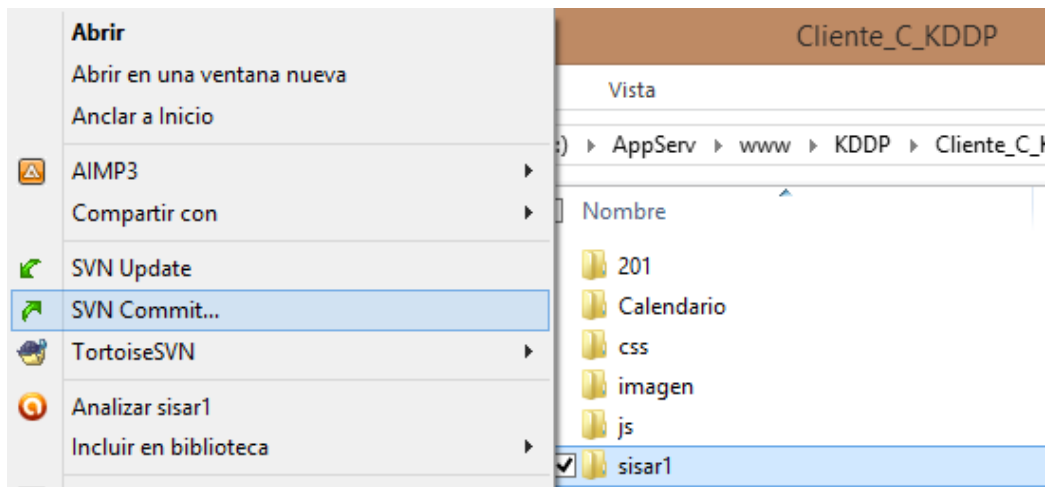 Abrir
Abrir en una ventana nueva
Anclar a Inicio
AIMP3
Compartir con
SVN Update
SVN Commit...
TortoiseSVN
Analizar sisar1
Incluir en biblioteca
Cliente_C_KDDP
Vista
:) AppServ www KDDP Cliente_C_
Nombre
201
Calendario
css
imagen
js
sisar1